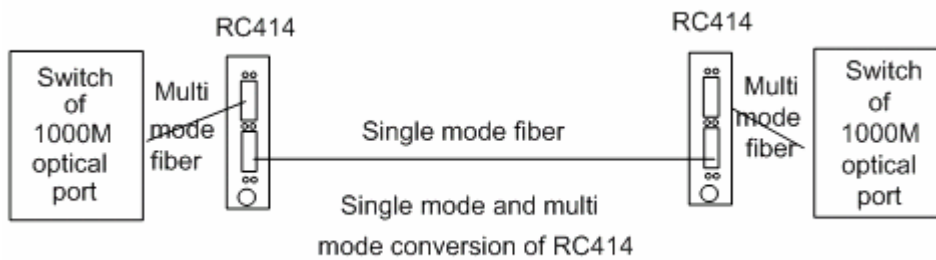 RC414
RC414
Switch
of
1000M
optical
port
Multi
mode
fiber
Single mode fiber
Multi
mode
fiber
Switch
of
1000M
optical
port
Single mode and multi
mode conversion of RC414